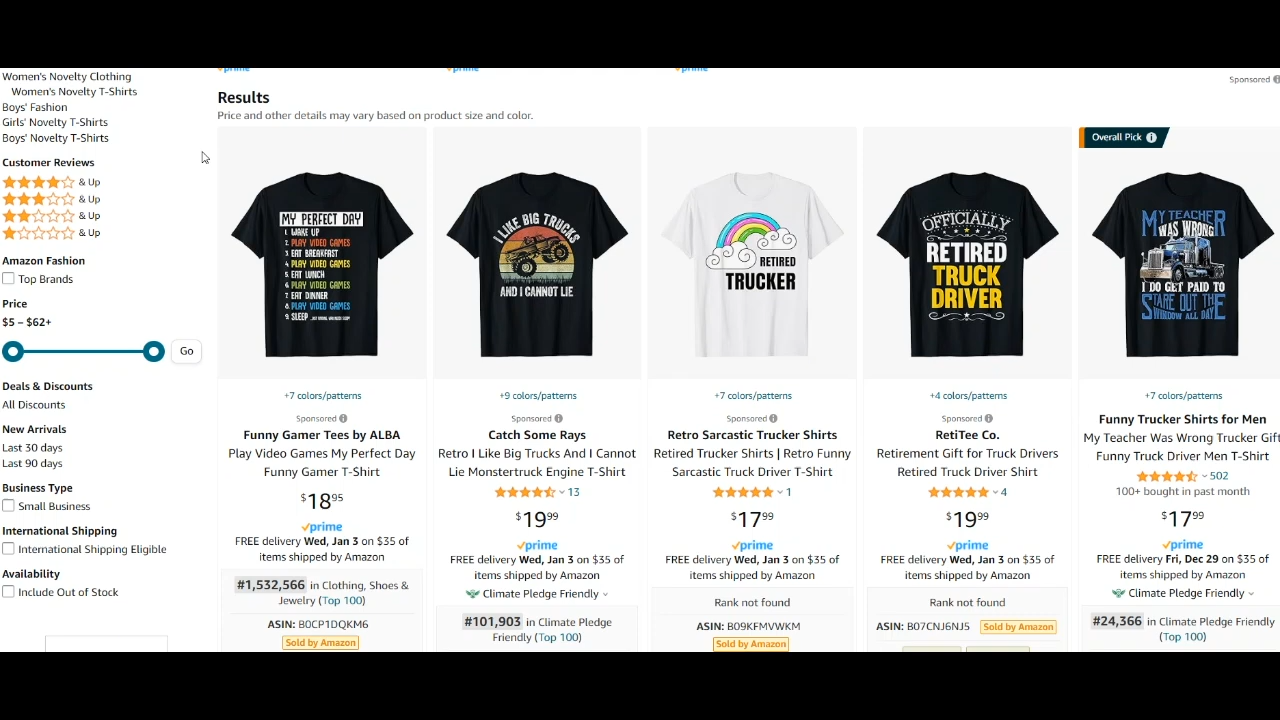 prime
prime
prime
Sponsored
Women's Novelty Clothing
Women's Novelty T-Shirts
Boys' Fashion
Girls' Novelty T-Shirts
Boys' Novelty T-Shirts
Customer Reviews
& Up
& Up
& Up
& Up
Amazon Fashion
Top Brands
Price
$5 – $62+
Go
Deals & Discounts
All Discounts
New Arrivals
Last 30 days
Last 90 days
Business Type
Small Business
International Shipping
International Shipping Eligible
Availability
Include Out of Stock
Results
Price and other details may vary based on product size and color.
MY PERFECT DAY
1. WAKE UP
2. PLAY VIDEO GAMES
3. EAT BREAKFAST
4. PLAY VIDEO GAMES
5. EAT LUNCH
6. PLAY VIDEO GAMES
7. EAT DINNER
8. PLAY VIDEO GAMES
9. SLEEP
+7 colors/patterns
Sponsored
Funny Gamer Tees by ALBA
Play Video Games My Perfect Day
Funny Gamer T-Shirt
$18 95
prime
FREE delivery Wed, Jan 3 on $35 of
items shipped by Amazon
#1,532,566 in Clothing, Shoes &
Jewelry (Top 100)
ASIN: B0CP1DQKM6
Sold by Amazon
I LIKE BIG TRUCKS
AND I CANNOT LIE
+9 colors/patterns
Sponsored
Catch Some Rays
Retro I Like Big Trucks And I Cannot
Lie Monstertruck Engine T-Shirt
13
$19 99
prime
FREE delivery Wed, Jan 3 on $35 of
items shipped by Amazon
Climate Pledge Friendly
#101,903 in Climate Pledge
Friendly (Top 100)
RETIRED
TRUCKER
+7 colors/patterns
Sponsored
Retro Sarcastic Trucker Shirts
Retired Trucker Shirts | Retro Funny
Sarcastic Truck Driver T-Shirt
1
$17 99
prime
FREE delivery Wed, Jan 3 on $35 of
items shipped by Amazon
Rank not found
ASIN: B09KFMVWKM
Sold by Amazon
OFFICIALLY
RETIRED
TRUCK
DRIVER
+4 colors/patterns
Sponsored
RetiTee Co.
Retirement Gift for Truck Drivers
Retired Truck Driver Shirt
4
$19 99
prime
FREE delivery Wed, Jan 3 on $35 of
items shipped by Amazon
Rank not found
ASIN: B07CNJ6NJ5 Sold by Amazon
Overall Pick
MY TEACHER
WAS WRONG
I DO GET PAID TO
STARE OUT THE
WINDOW ALL DAY
+7 colors/patterns
Funny Trucker Shirts for Men
My Teacher Was Wrong Trucker Gift
Funny Truck Driver Men T-Shirt
502
100+ bought in past month
$17 99
prime
FREE delivery Fri, Dec 29 on $35 of
items shipped by Amazon
Climate Pledge Friendly
#24,366 in Climate Pledge Friendly
(Top 100)